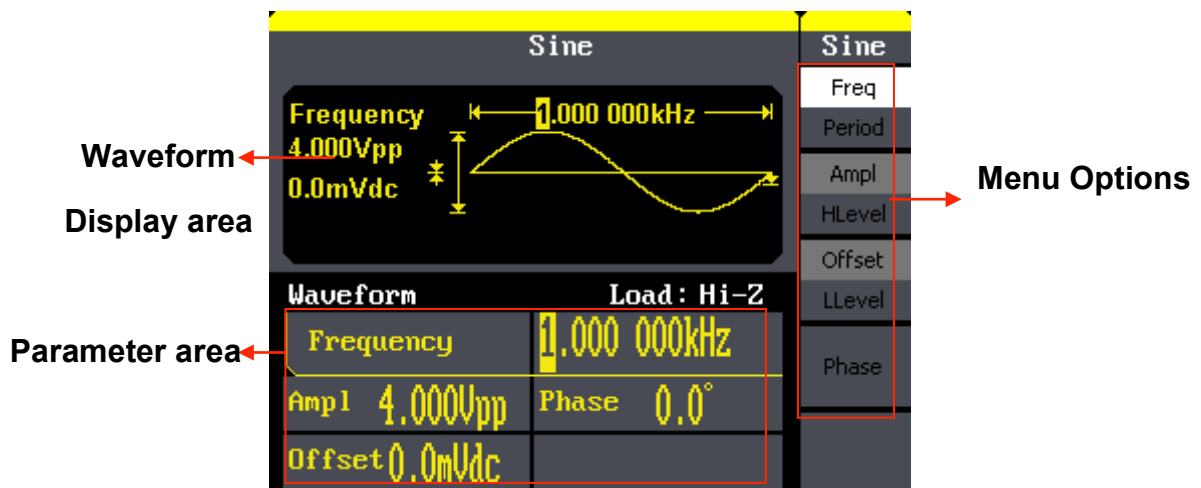 Sine
Sine
Frequency
1.000 000kHz
4.000Vpp
0.0mVdc
Waveform
Display area
Freq
Period
Ampl
HLevel
Offset
LLevel
Phase
Menu Options
Waveform
Load: Hi-Z
Parameter area
Frequency
1.000 000kHz
Ampl 4.000Vpp
Phase 0.0°
Offset 0.0mVdc